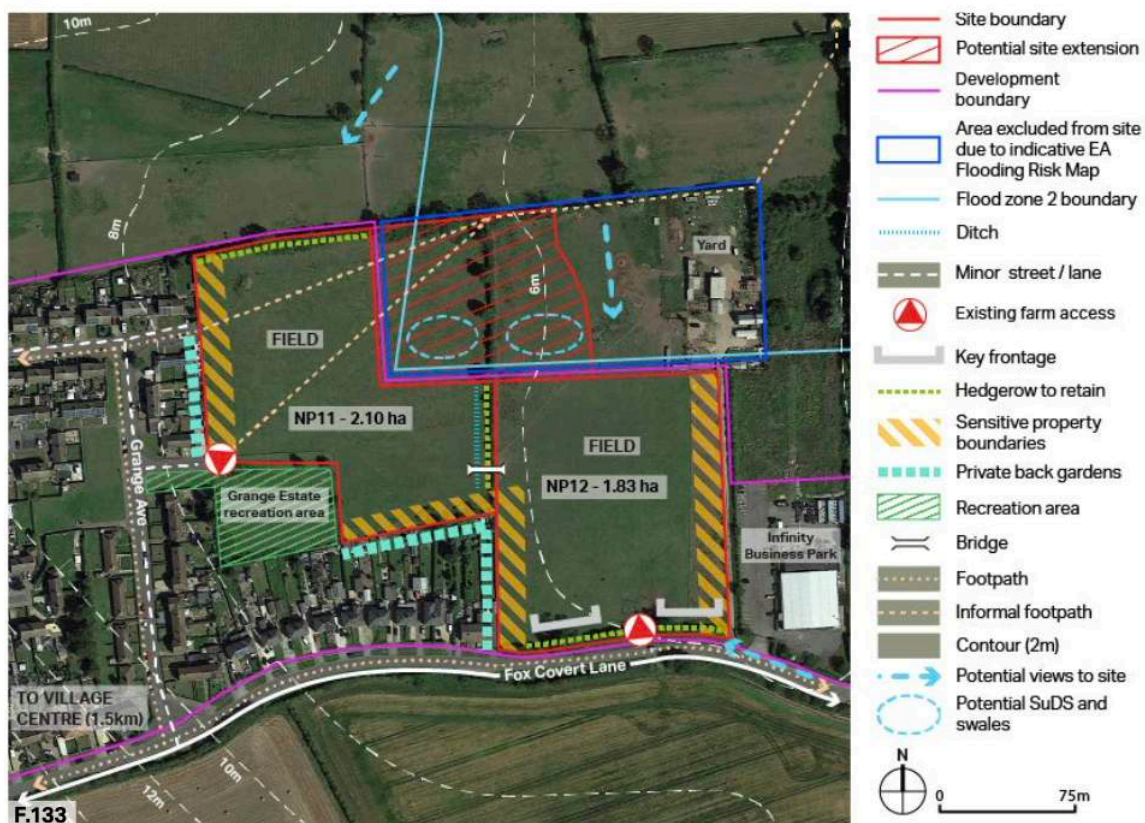 10m
8m
6m
Yard
FIELD
NP11 - 2.10 ha
FIELD
NP12 - 1.83 ha
Grange Ave
Grange Estate
recreation area
Infinity
Business Park
Fox Covert Lane
TO VILLAGE
CENTRE (1.5km)
10m
12m
F.133
Site boundary
Potential site extension
Development
boundary
Area excluded from site
due to indicative EA
Flooding Risk Map
Flood zone 2 boundary
Ditch
Minor street / lane
Existing farm access
Key frontage
Hedgerow to retain
Sensitive property
boundaries
Private back gardens
Recreation area
Bridge
Footpath
Informal footpath
Contour (2m)
Potential views to site
Potential SuDS and
swales
N
0 75m